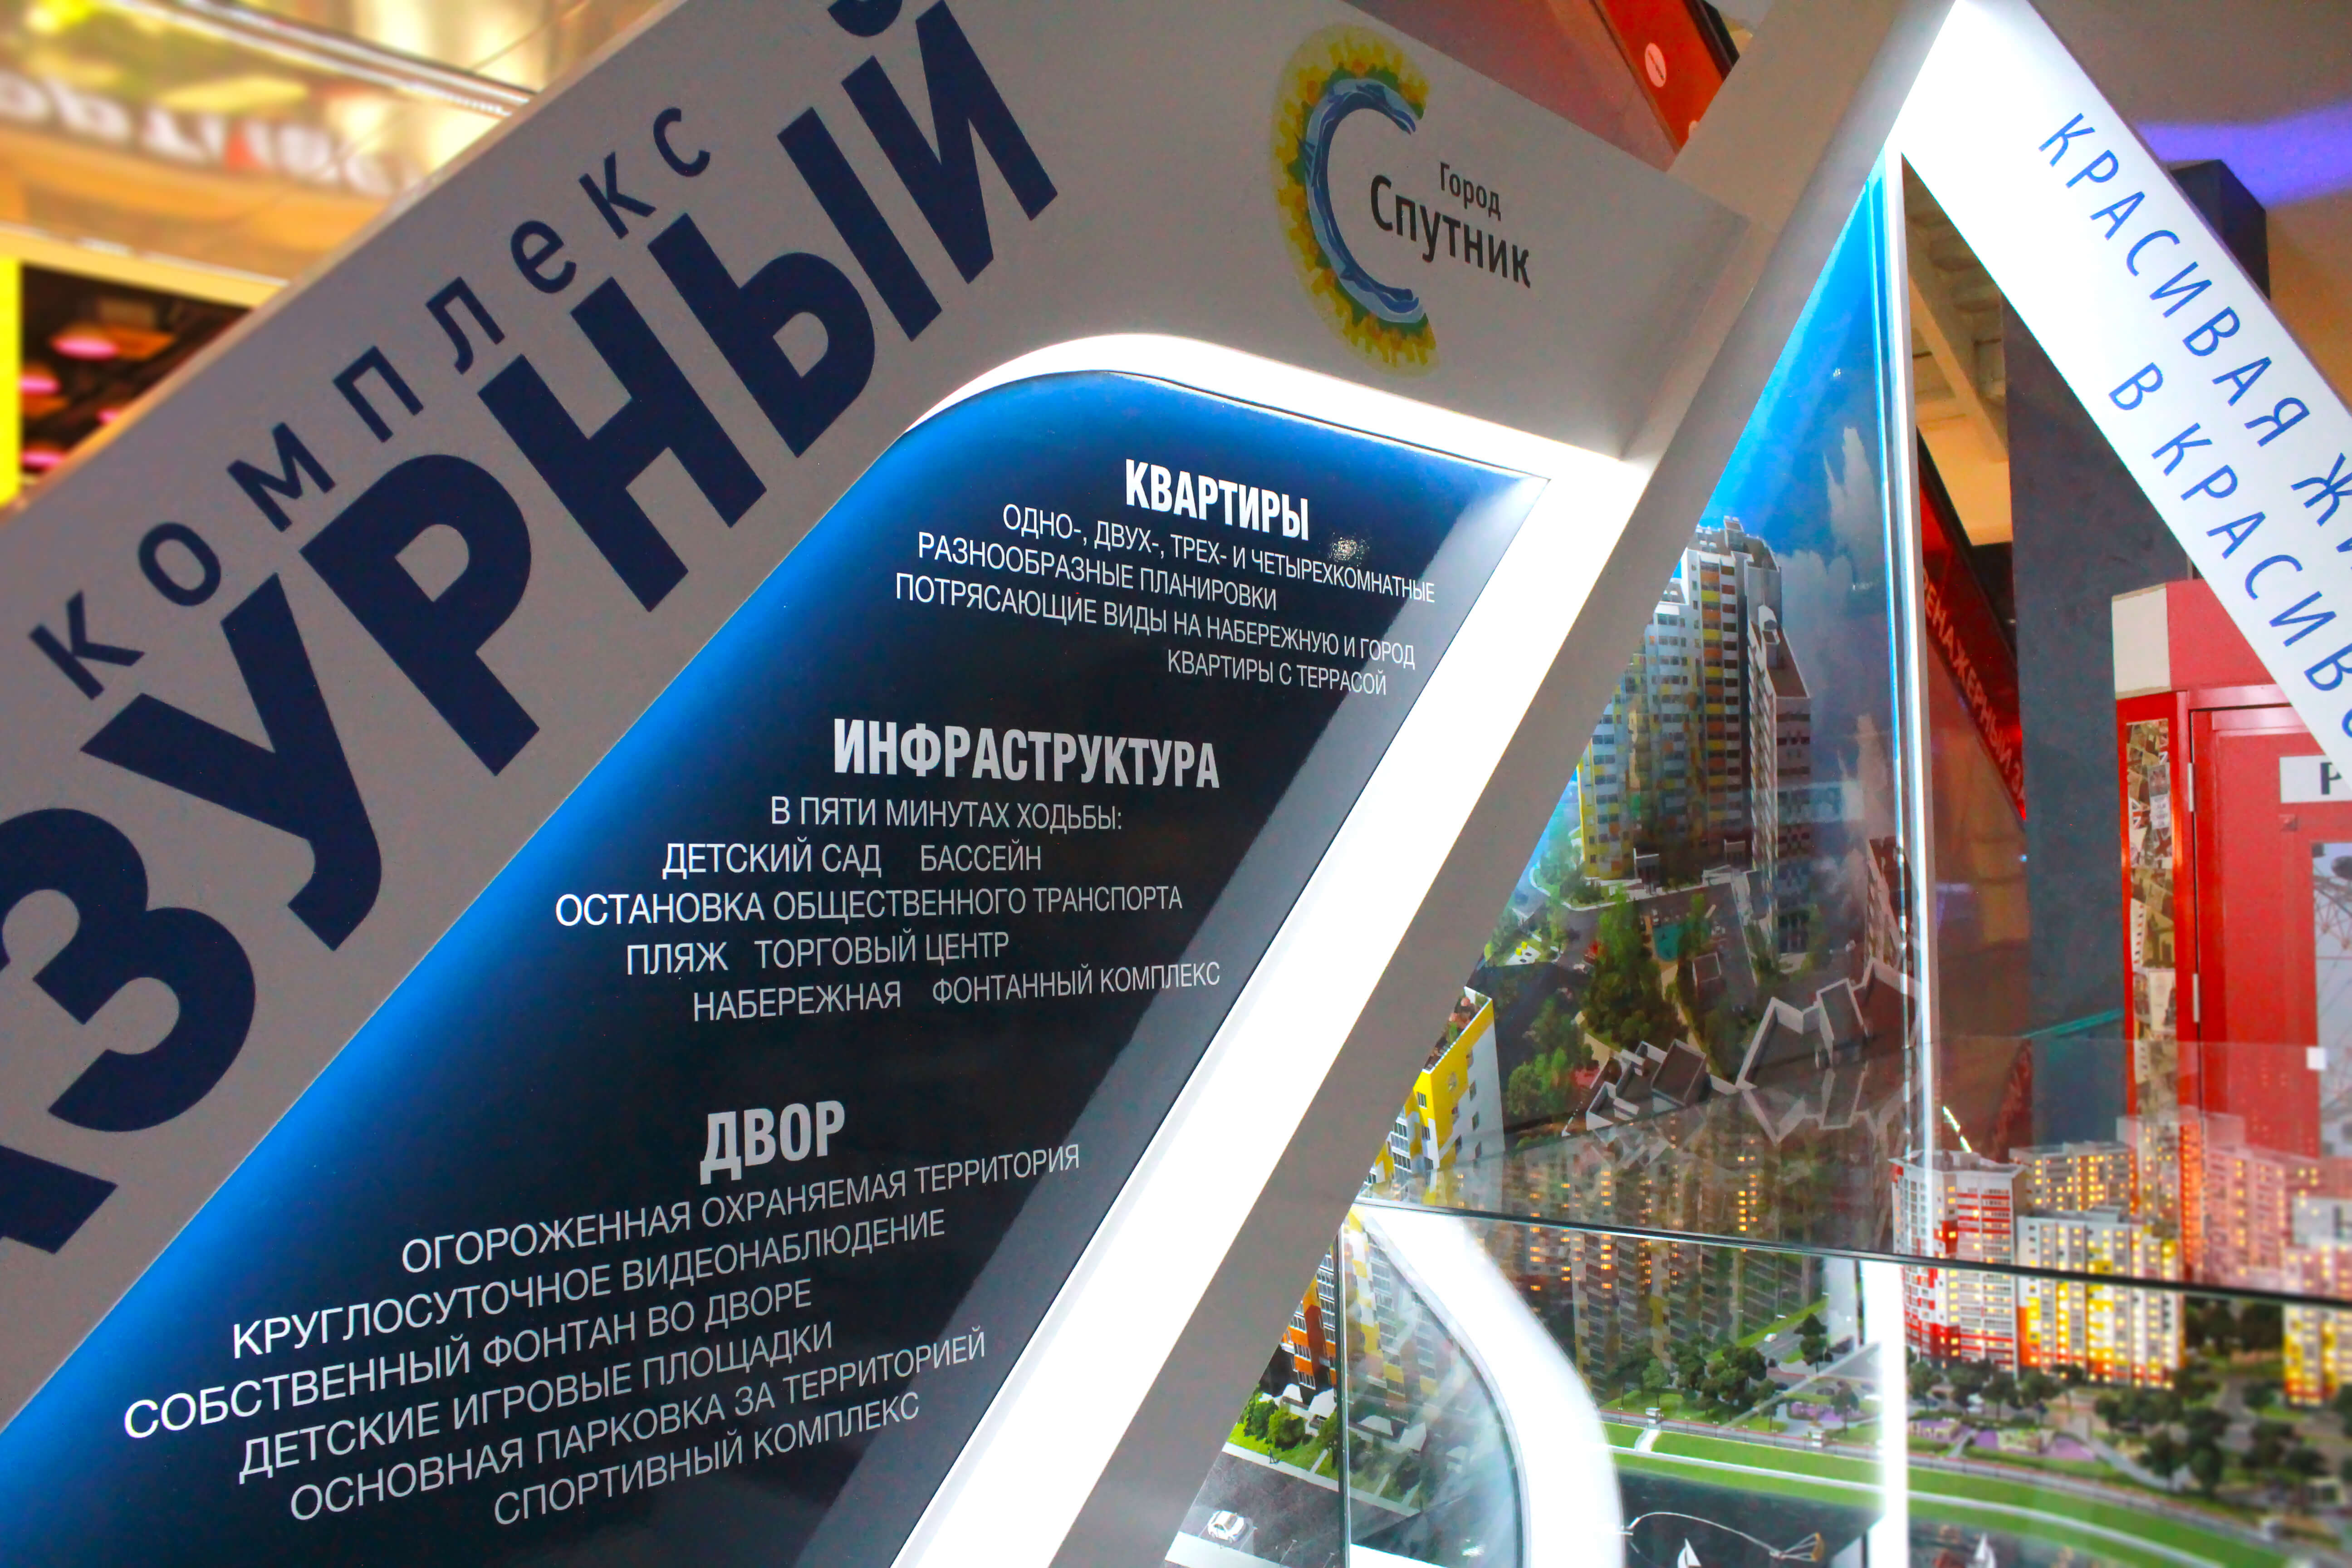 комплекс
АЗУРНЫЙ
Город
Спутник
КВАРТИРЫ
ОДНО-, ДВУХ-, ТРЕХ- И ЧЕТЫРЕХКОМНАТНЫЕ
РАЗНООБРАЗНЫЕ ПЛАНИРОВКИ
ПОТРЯСАЮЩИЕ ВИДЫ НА НАБЕРЕЖНУЮ И ГОРОД
КВАРТИРЫ С ТЕРРАСОЙ
ИНФРАСТРУКТУРА
В ПЯТИ МИНУТАХ ХОДЬБЫ:
ДЕТСКИЙ САД БАССЕЙН
ОСТАНОВКА ОБЩЕСТВЕННОГО ТРАНСПОРТА
ПЛЯЖ ТОРГОВЫЙ ЦЕНТР
НАБЕРЕЖНАЯ ФОНТАННЫЙ КОМПЛЕКС
ДВОР
ОГОРОЖЕННАЯ ОХРАНЯЕМАЯ ТЕРРИТОРИЯ
КРУГЛОСУТОЧНОЕ ВИДЕОНАБЛЮДЕНИЕ
СОБСТВЕННЫЙ ФОНТАН ВО ДВОРЕ
ДЕТСКИЕ ИГРОВЫЕ ПЛОЩАДКИ
ОСНОВНАЯ ПАРКОВКА ЗА ТЕРРИТОРИЕЙ
СПОРТИВНЫЙ КОМПЛЕКС
КРАСИВАЯ
В